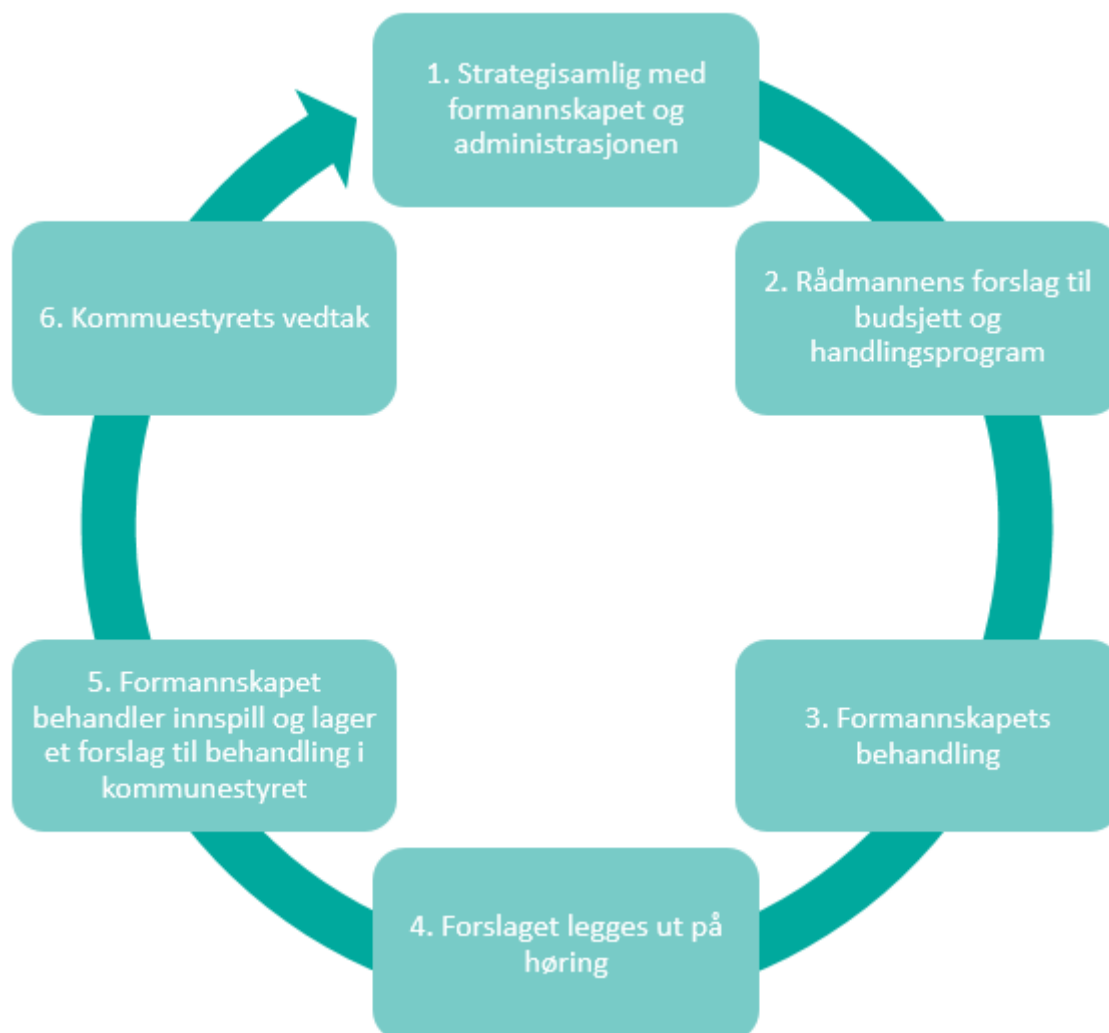 1. Strategisamlig med
formannskapet og
administrasjonen
2. Rådmannens forslag til
budsjett og
handlingsprogram
3. Formannskapets
behandling
4. Forslaget legges ut på
høring
5. Formannskapet
behandler innspill og lager
et forslag til behandling i
kommunestyret
6. Kommuestyrets vedtak